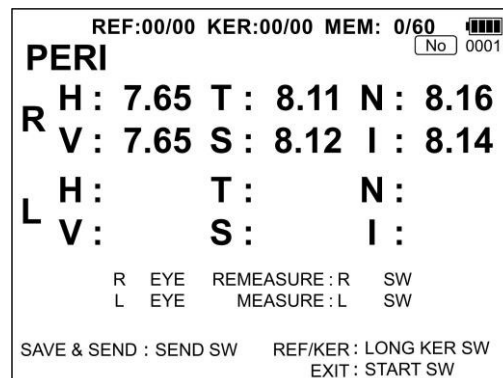 REF:00/00 KER:00/00 MEM: 0/60
No 0001
PERI
R H : 7.65 T : 8.11 N : 8.16
V : 7.65 S : 8.12 I : 8.14
L H : T : N :
V : S : I :
R EYE REMEASURE : R SW
L EYE MEASURE : L SW
SAVE & SEND : SEND SW REF/KER : LONG KER SW
EXIT : START SW